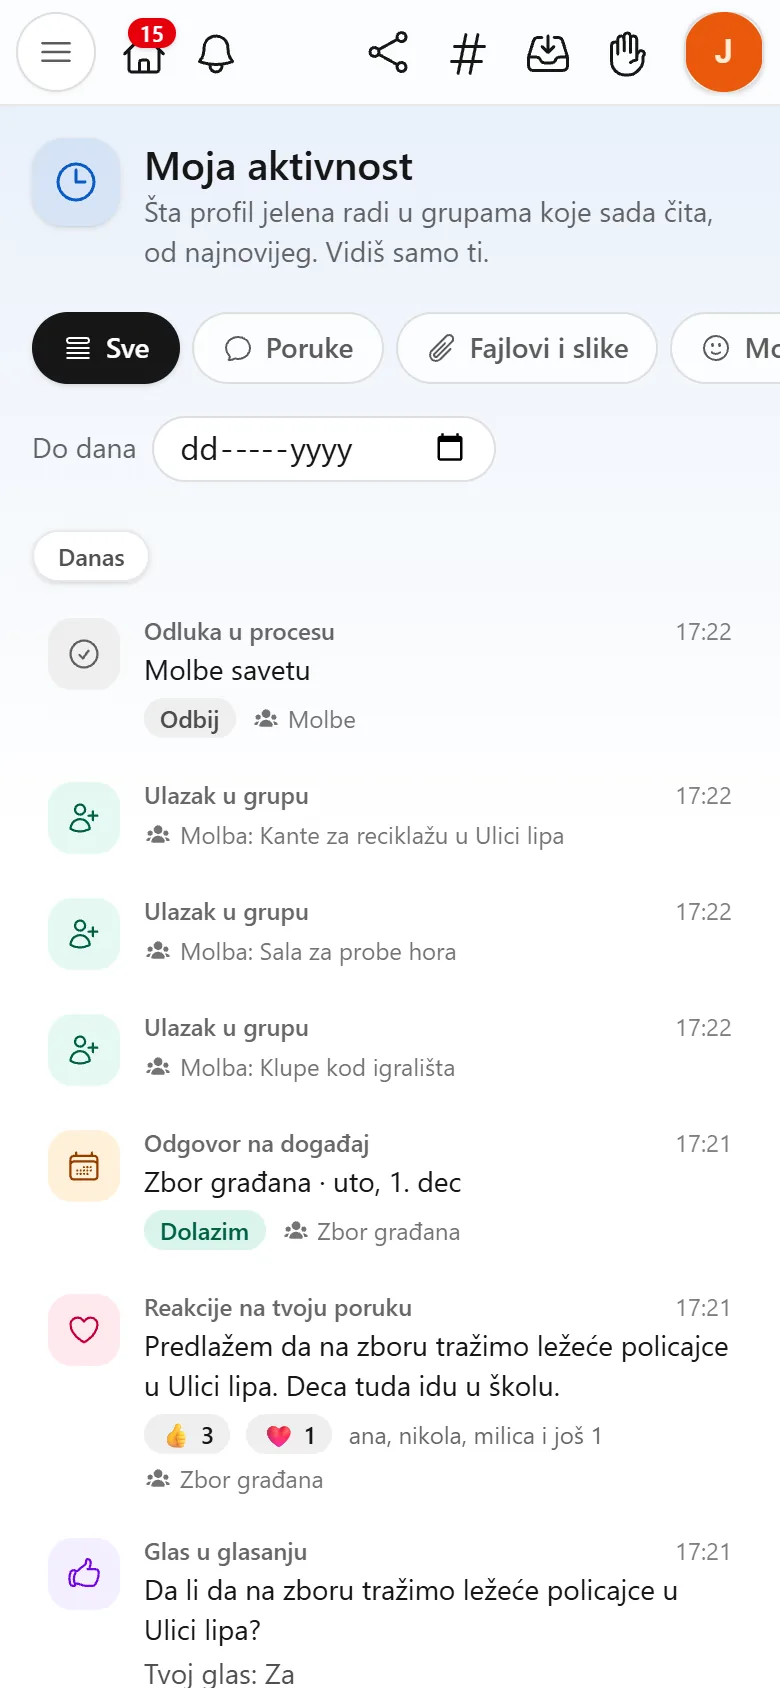 15
J
Moja aktivnost
Šta profil jelena radi u grupama koje sada čita,
od najnovijeg. Vidiš samo ti.
Sve
Poruke
Fajlovi i slike
Mo
Do dana
dd-----yyyy
Danas
Odluka u procesu
17:22
Molbe savetu
Odbij
Molbe
Ulazak u grupu
17:22
Molba: Kante za reciklažu u Ulici lipa
Ulazak u grupu
17:22
Molba: Sala za probe hora
Ulazak u grupu
17:22
Molba: Klupe kod igrališta
Odgovor na događaj
17:21
Zbor građana · uto, 1. dec
Dolazim
Zbor građana
Reakcije na tvoju poruku
17:21
Predlažem da na zboru tražimo ležeće policajce
u Ulici lipa. Deca tuda idu u školu.
👍 3
❤️ 1
ana, nikola, milica i još 1
Zbor građana
Glas u glasanju
17:21
Da li da na zboru tražimo ležeće policajce u
Ulici lipa?
Tvoj glas: Za